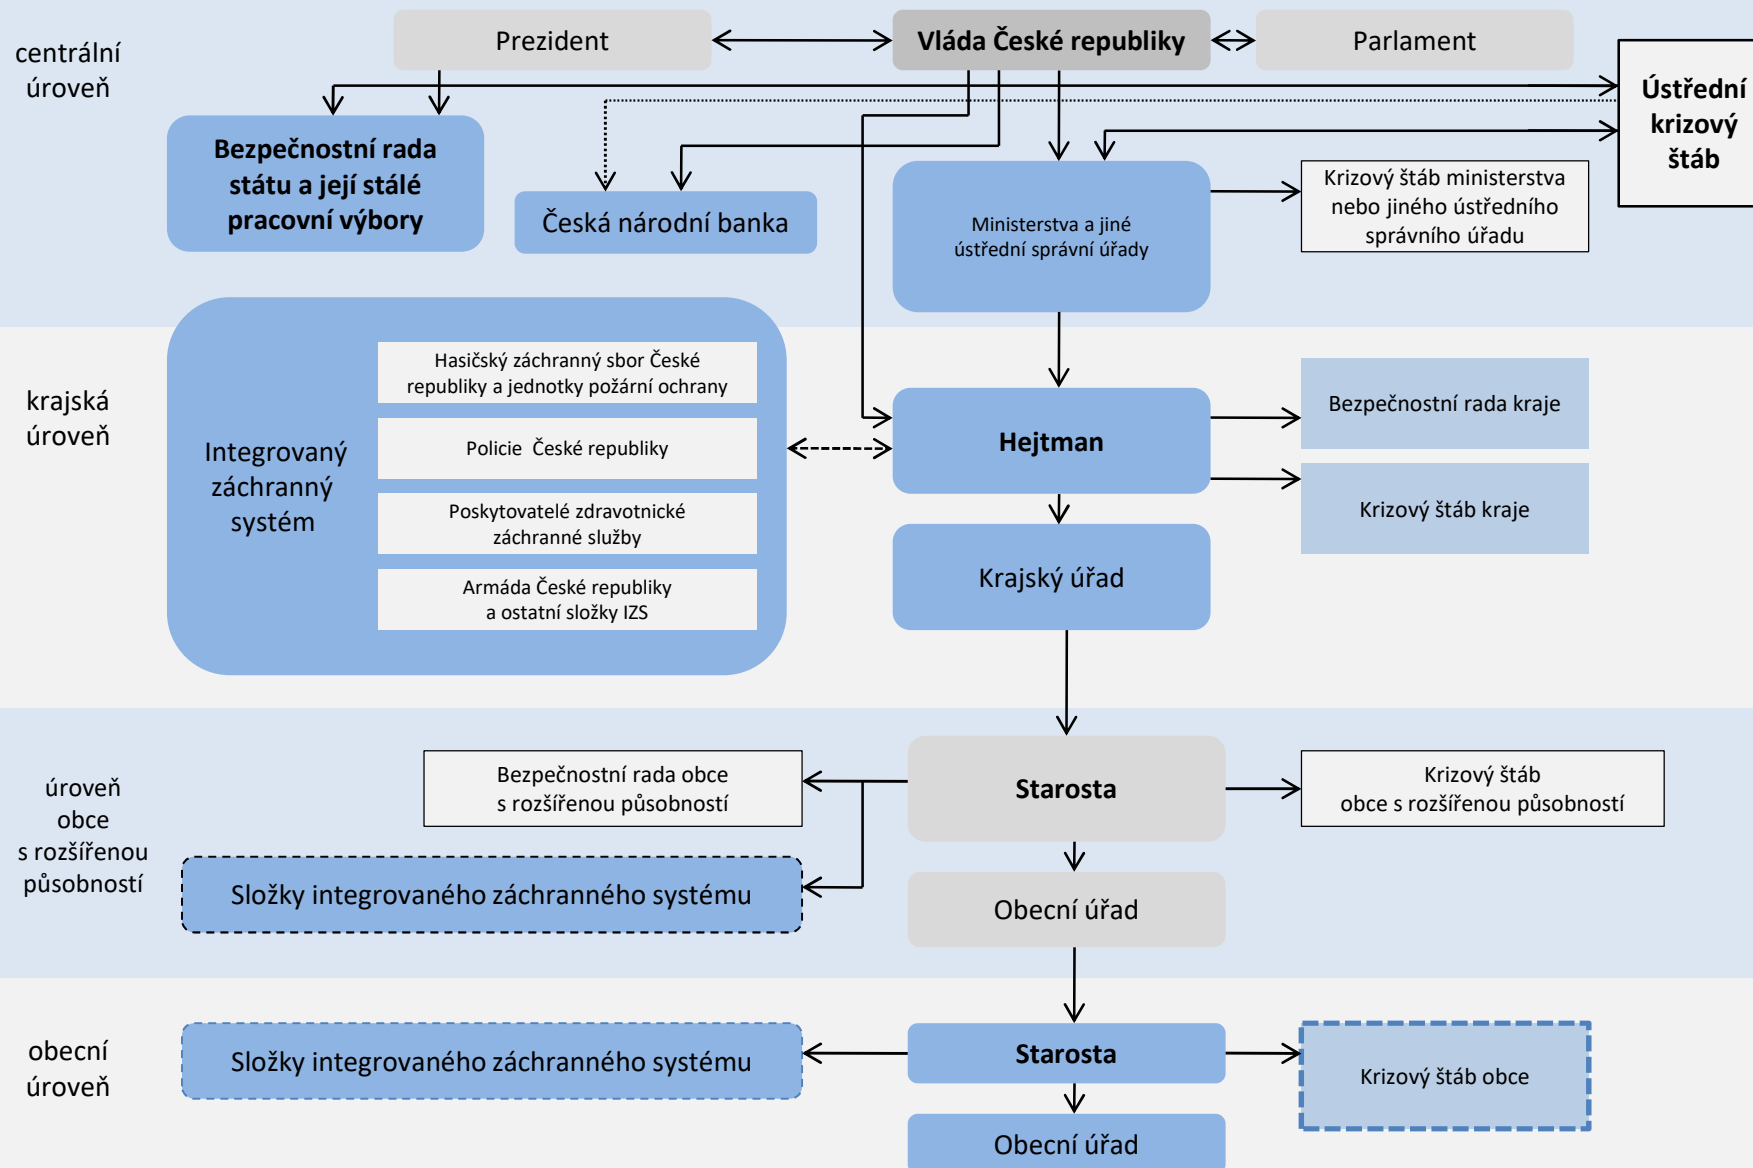 centrální
úroveň
Prezident
Vláda České republiky
Parlament
Ústřední
krizový
štáb
Bezpečnostní rada
státu a její stálé
pracovní výbory
Česká národní banka
Ministerstva a jiné
ústřední správní úřady
Krizový štáb ministerstva
nebo jiného ústředního
správního úřadu
krajská
úroveň
Integrovaný
záchranný
systém
Hasičský záchranný sbor České
republiky a jednotky požární ochrany
Policie České republiky
Poskytovatelé zdravotnické
záchranné služby
Armáda České republiky
a ostatní složky IZS
Hejtman
Bezpečnostní rada kraje
Krizový štáb kraje
Krajský úřad
úroveň
obce
s rozšířenou
působností
Bezpečnostní rada obce
s rozšířenou působností
Starosta
Krizový štáb
obce s rozšířenou působností
Složky integrovaného záchranného systému
Obecní úřad
obecní
úroveň
Složky integrovaného záchranného systému
Starosta
Krizový štáb obce
Obecní úřad